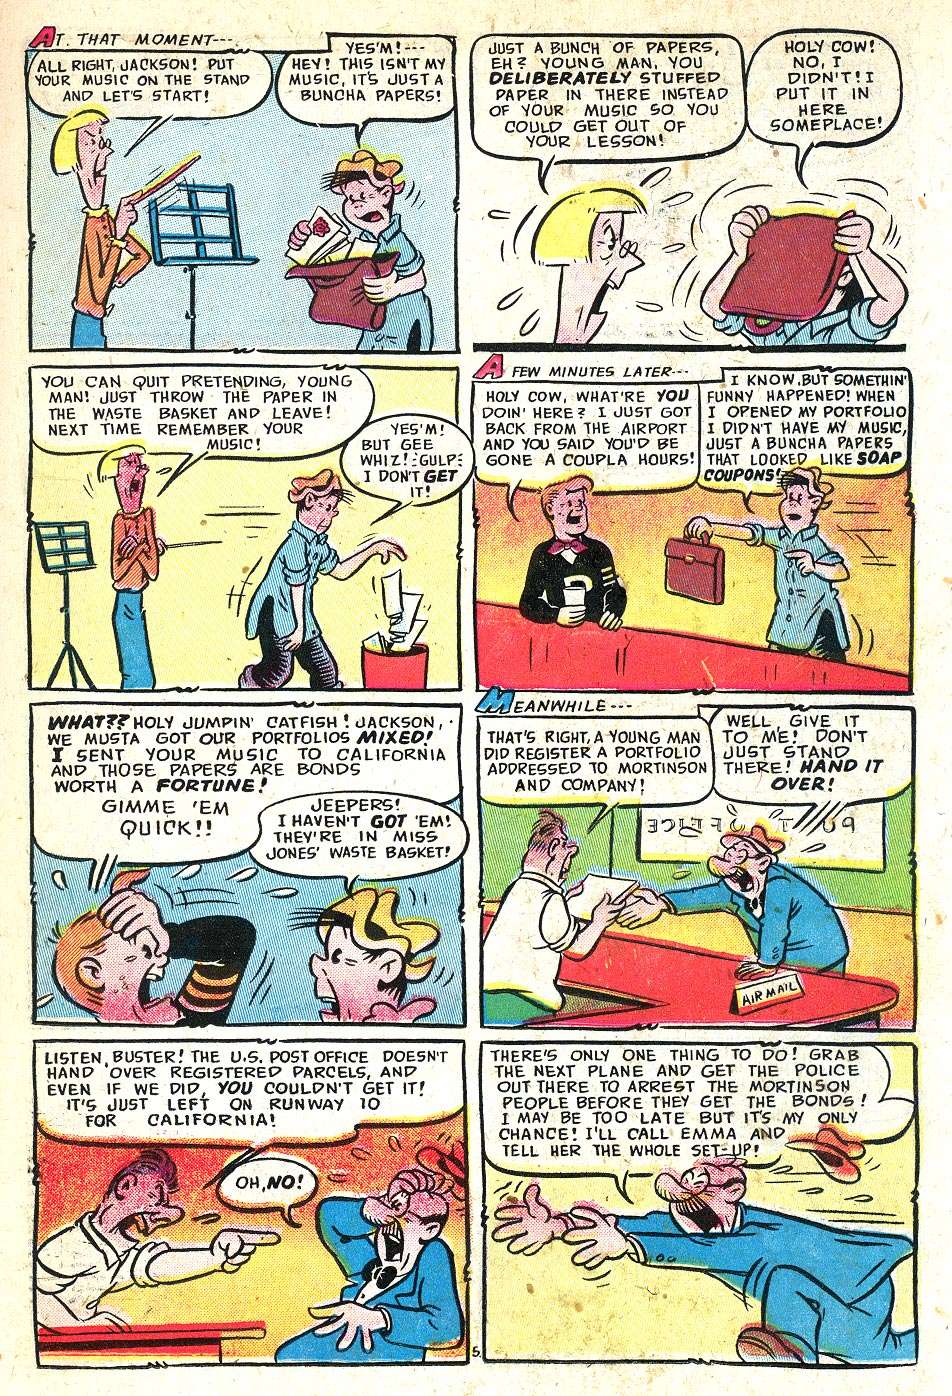 AT. THAT MOMENT---
ALL RIGHT, JACKSON! PUT
YOUR MUSIC ON THE STAND
AND LET'S START!
YES'M!---
HEY! THIS ISN'T MY
MUSIC, IT'S JUST A
BUNCHA PAPERS!
JUST A BUNCH OF PAPERS,
EH? YOUNG MAN, YOU
DELIBERATELY STUFFED
PAPER IN THERE INSTEAD
OF YOUR MUSIC SO YOU
COULD GET OUT OF
YOUR LESSON!
HOLY COW!
NO, I
DIDN'T! I
PUT IT IN
HERE
SOMEPLACE!
YOU CAN QUIT PRETENDING, YOUNG
MAN! JUST THROW THE PAPER IN
THE WASTE BASKET AND LEAVE!
NEXT TIME REMEMBER YOUR
MUSIC!
YES'M!
BUT GEE
WHIZ! -GULP-
I DON'T GET
IT!
A FEW MINUTES LATER---
HOLY COW, WHAT'RE YOU
DOIN' HERE? I JUST GOT
BACK FROM THE AIRPORT
AND YOU SAID YOU'D BE
GONE A COUPLA HOURS!
I KNOW, BUT SOMETHIN'
FUNNY HAPPENED! WHEN
I OPENED MY PORTFOLIO
I DIDN'T HAVE MY MUSIC,
JUST A BUNCHA PAPERS
THAT LOOKED LIKE SOAP
COUPONS!
WHAT?? HOLY JUMPIN' CATFISH! JACKSON,
WE MUSTA GOT OUR PORTFOLIOS MIXED!
I SENT YOUR MUSIC TO CALIFORNIA
AND THOSE PAPERS ARE BONDS
WORTH A FORTUNE!
GIMME 'EM
QUICK!!
JEEPERS!
I HAVEN'T GOT 'EM!
THEY'RE IN MISS
JONES' WASTE BASKET!
MEANWHILE---
THAT'S RIGHT, A YOUNG MAN
DID REGISTER A PORTFOLIO
ADDRESSED TO MORTINSON
AND COMPANY!
WELL, GIVE IT
TO ME! DON'T
JUST STAND
THERE! HAND IT
OVER!
POST OFFICE
AIR MAIL
LISTEN, BUSTER! THE U.S. POST OFFICE DOESN'T
HAND OVER REGISTERED PARCELS, AND
EVEN IF WE DID, YOU COULDN'T GET IT!
IT'S JUST LEFT ON RUNWAY 10
FOR CALIFORNIA!
OH, NO!
THERE'S ONLY ONE THING TO DO! GRAB
THE NEXT PLANE AND GET THE POLICE
OUT THERE TO ARREST THE MORTINSON
PEOPLE BEFORE THEY GET THE BONDS!
I MAY BE TOO LATE BUT IT'S MY ONLY
CHANCE! I'LL CALL EMMA AND
TELL HER THE WHOLE SET-UP!
5